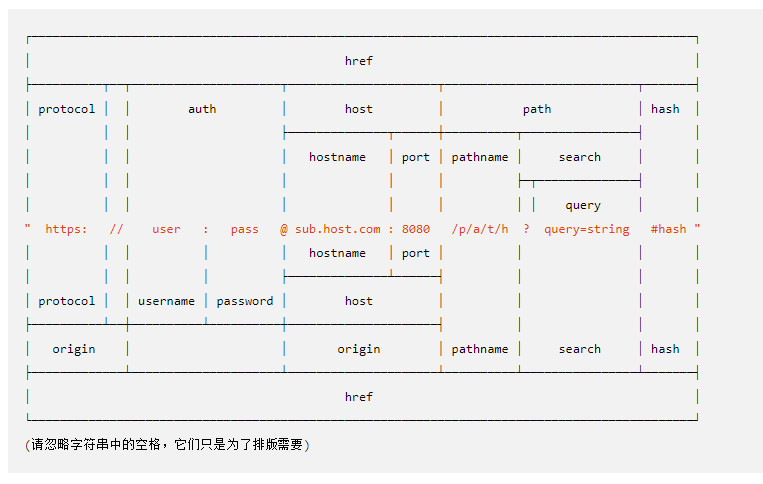 href
protocol auth host path hash
hostname port pathname search
query
" https: // user : pass @ sub.host.com : 8080 /p/a/t/h ? query=string #hash "
hostname port
protocol username password host
origin origin pathname search hash
href
(请忽略字符串中的空格，它们只是为了排版需要)